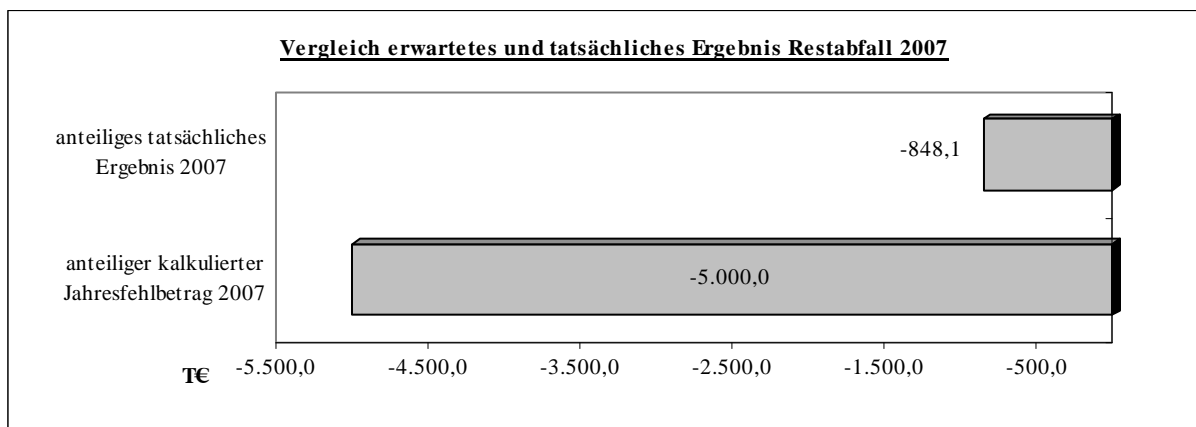 Vergleich erwartetes und tatsächliches Ergebnis Restabfall 2007
anteiliges tatsächliches
Ergebnis 2007
-848,1
anteiliger kalkulierter
Jahresfehlbetrag 2007
-5.000,0
T€ -5.500,0 -4.500,0 -3.500,0 -2.500,0 -1.500,0 -500,0